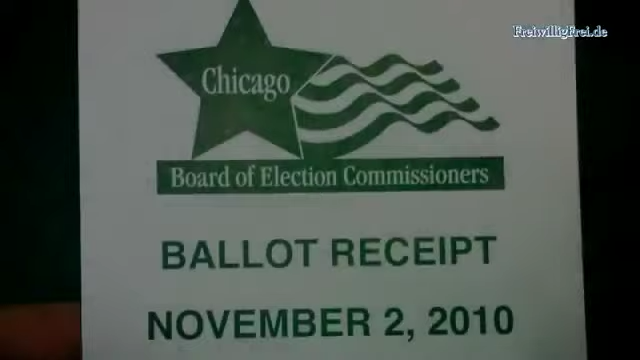 FreiwilligFrei.de
Chicago
Board of Election Commissioners
BALLOT RECEIPT
NOVEMBER 2, 2010